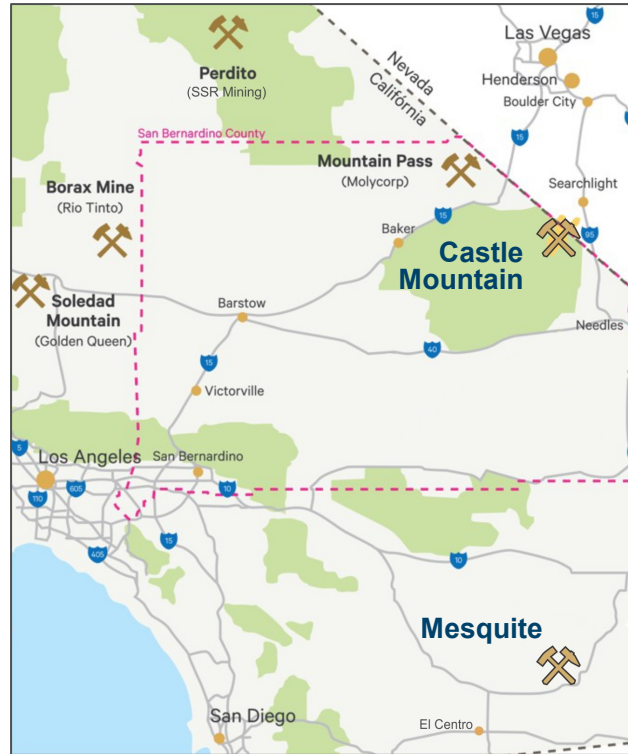 Las Vegas
Henderson
Boulder City
Nevada
Califórnia
Perdito
(SSR Mining)
San Bernardino County
Mountain Pass
(Molycorp)
Searchlight
Borax Mine
(Rio Tinto)
Baker
Castle
Mountain
Soledad
Mountain
(Golden Queen)
Barstow
Needles
Victorville
Los Angeles
San Bernardino
Mesquite
San Diego
El Centro
15
15
15
95
15
40
5
605
110
10
405
15
10